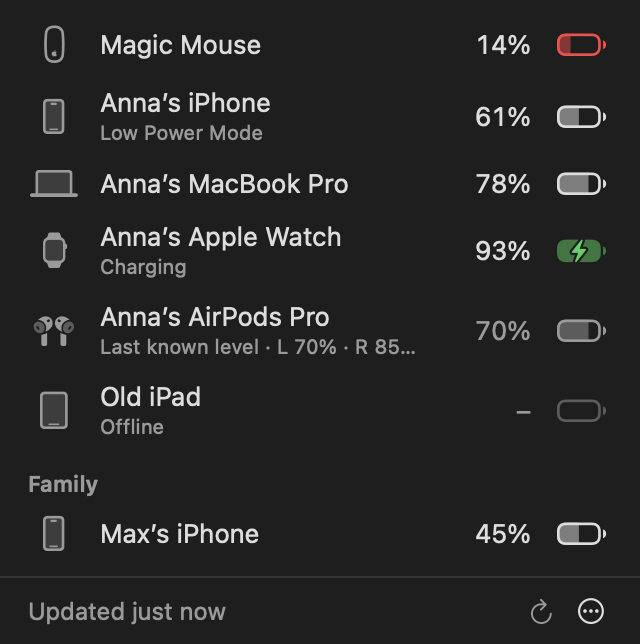 Magic Mouse 14%
Anna’s iPhone 61%
Low Power Mode
Anna’s MacBook Pro 78%
Anna’s Apple Watch 93%
Charging
Anna’s AirPods Pro 70%
Last known level · L 70% · R 85…
Old iPad –
Offline
Family
Max’s iPhone 45%
Updated just now